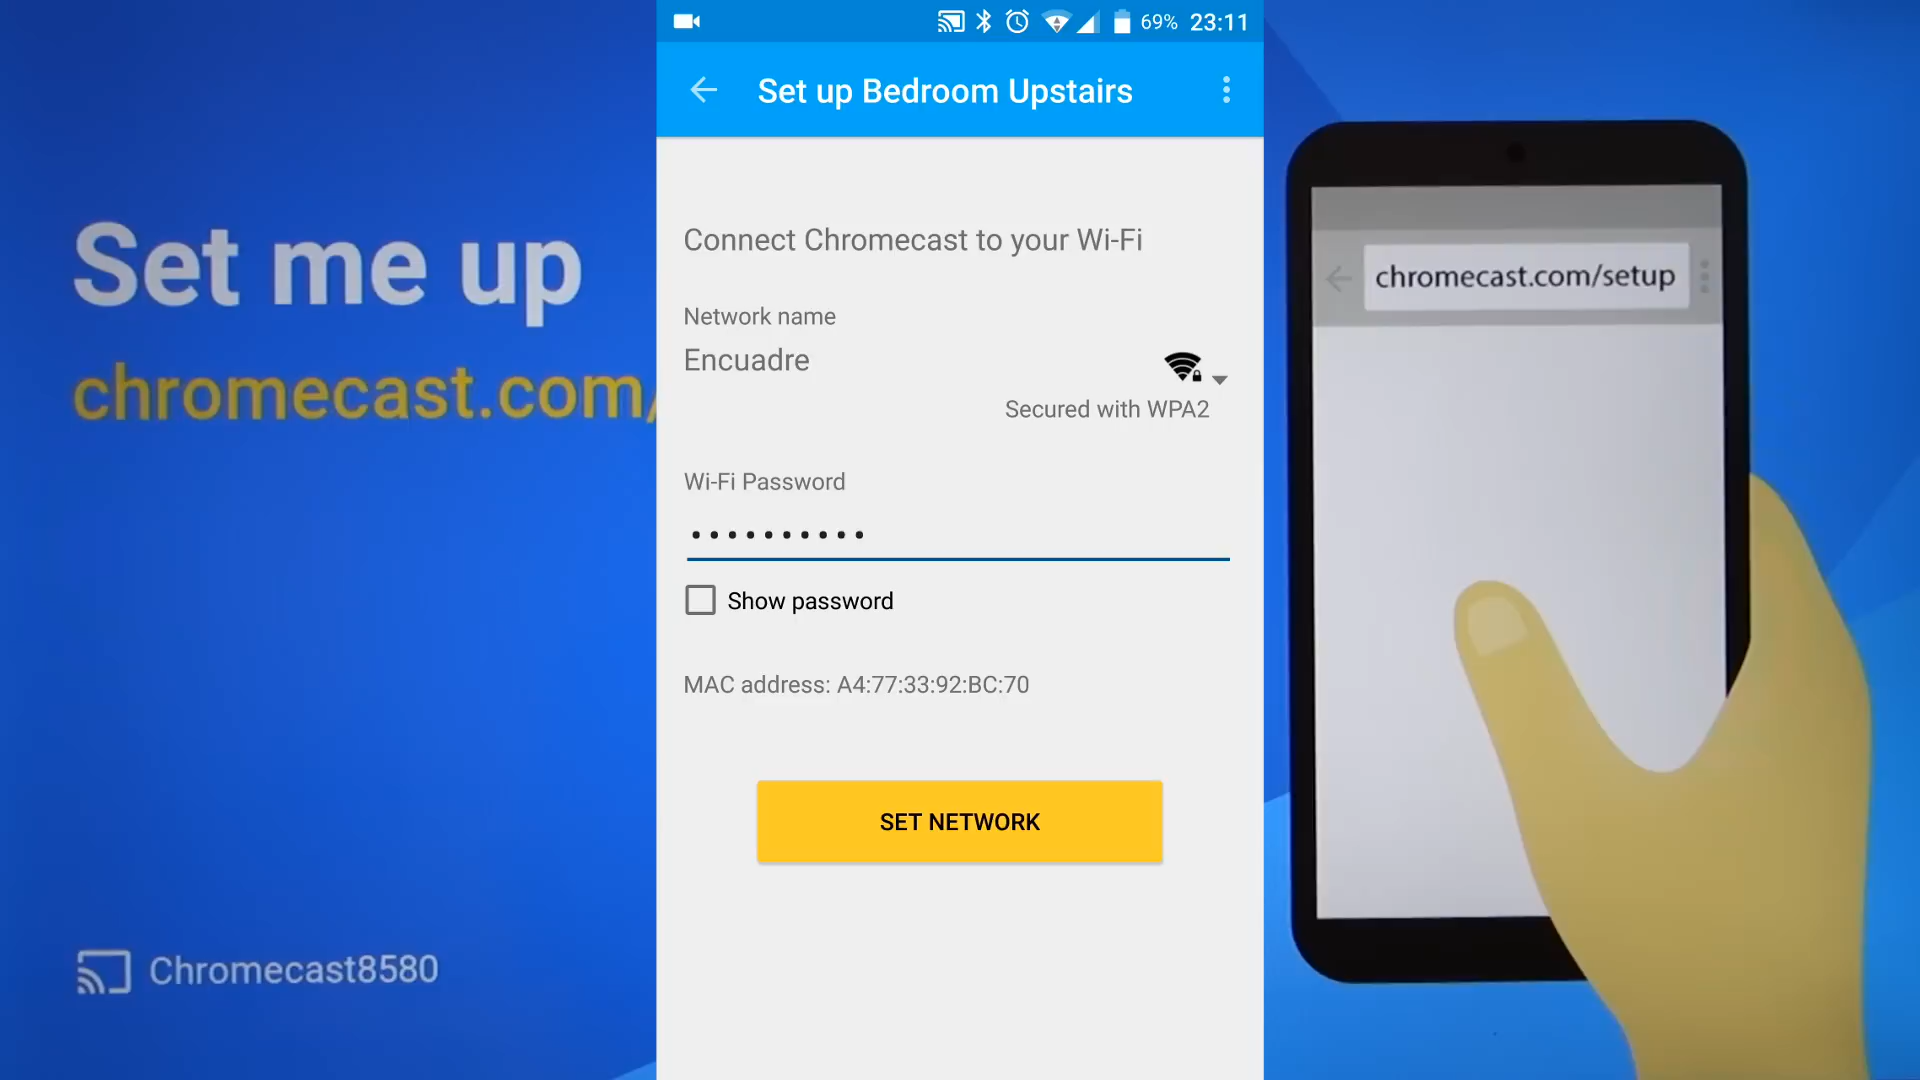 Set me up
chromecast.com/
Chromecast8580
69% 23:11
Set up Bedroom Upstairs
Connect Chromecast to your Wi-Fi
Network name
Encuadre
Secured with WPA2
Wi-Fi Password
••••••••••
Show password
MAC address: A4:77:33:92:BC:70
SET NETWORK
chromecast.com/setup